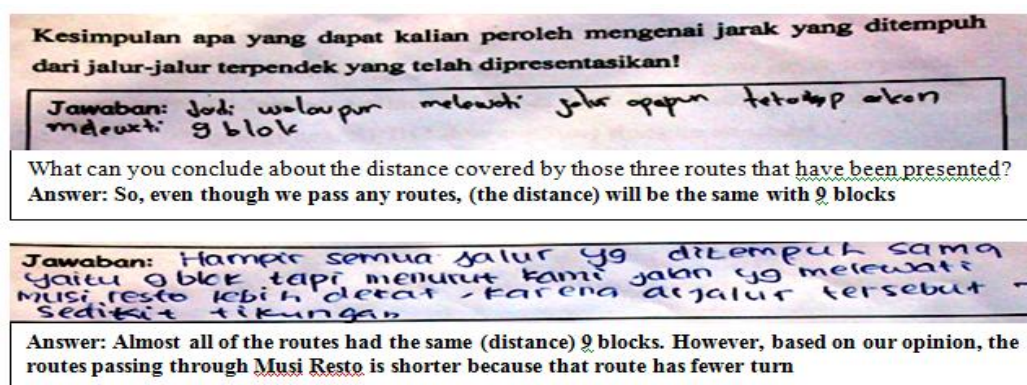 Kesimpulan apa yang dapat kalian peroleh mengenai jarak yang ditempuh
dari jalur-jalur terpendek yang telah dipresentasikan!
Jawaban: Jadi walaupun melewati jalur apapun tetap akan
melewati 9 blok
What can you conclude about the distance covered by those three routes that have been presented?
Answer: So, even though we pass any routes, (the distance) will be the same with 9 blocks
Jawaban: Hampir semua jalur yg ditempuh sama
yaitu 9 blok tapi menurut kami jalan yg melewati
musi resto lebih dekat, karena dijalur tersebut
sedikit tikungan
Answer: Almost all of the routes had the same (distance) 9 blocks. However, based on our opinion, the
routes passing through Musi Resto is shorter because that route has fewer turn